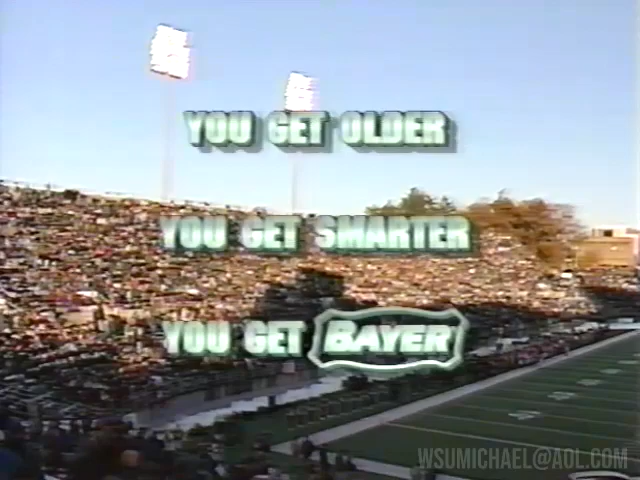 YOU GET OLDER
YOU GET SMARTER
YOU GET BAYER
WSUMICHAEL@AOL.COM